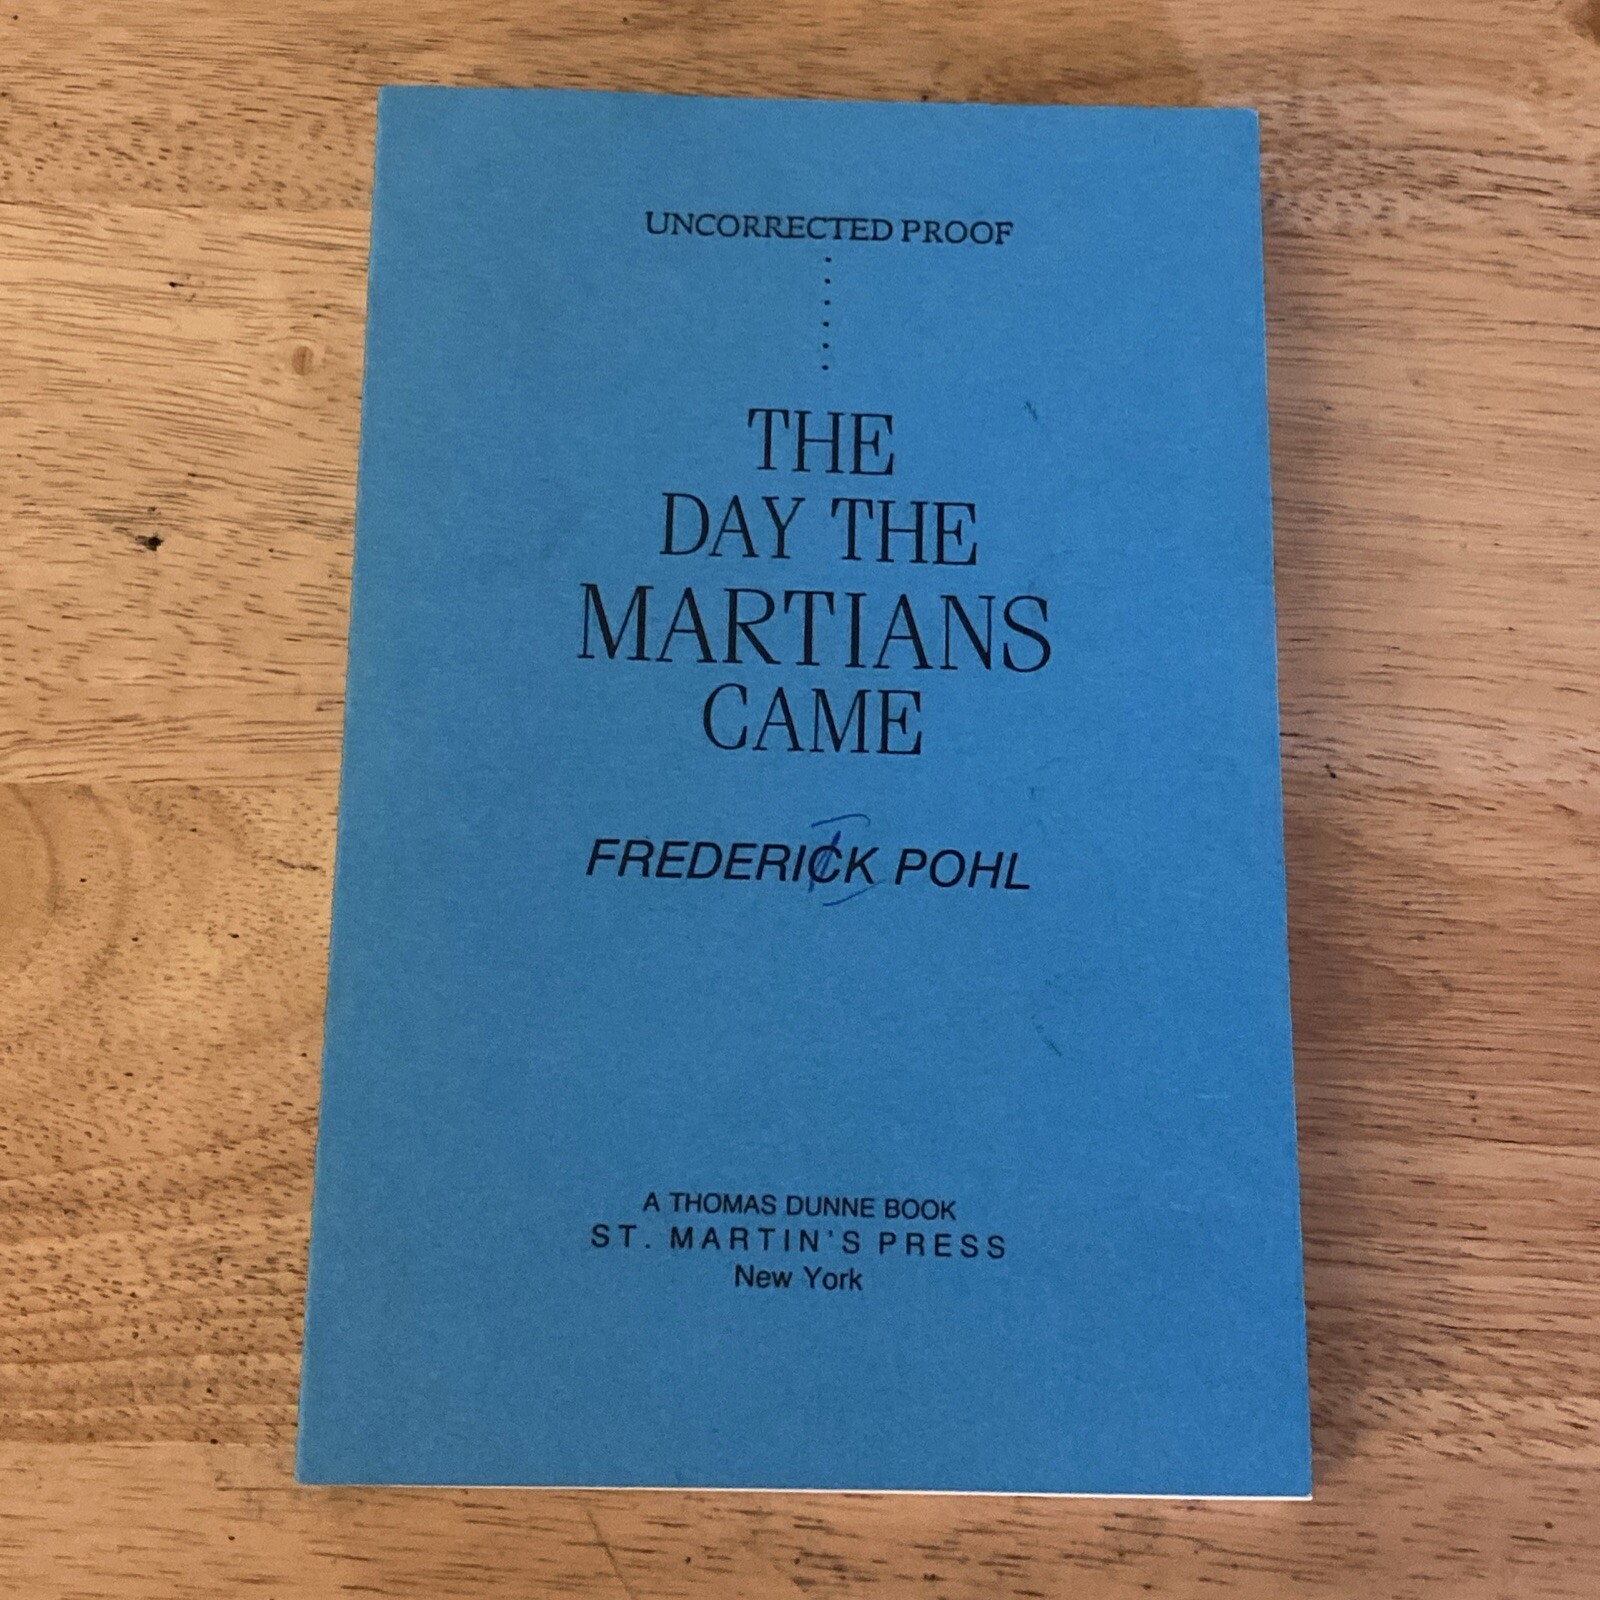 UNCORRECTED PROOF
THE
DAY THE
MARTIANS
CAME
FREDERICK POHL
A THOMAS DUNNE BOOK
ST. MARTIN'S PRESS
New York